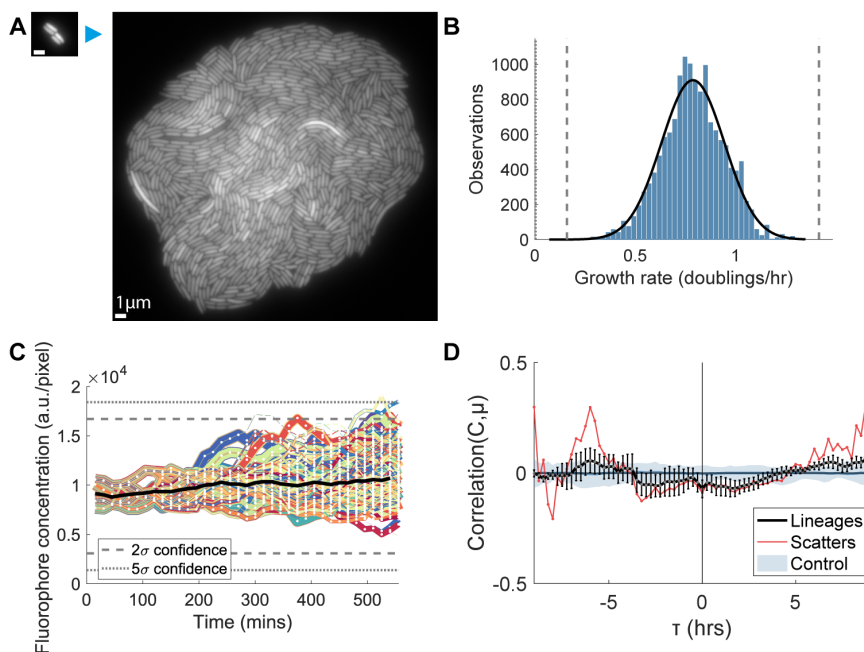 A
1μm
B
Observations
1000
800
600
400
200
0
0
0.5
1
Growth rate (doublings/hr)
C
Fluorophore concentration (a.u./pixel)
2 ×10⁴
1.5
1.0
0.5
0
2σ confidence
5σ confidence
0 100 200 300 400 500
Time (mins)
D
Correlation(C,μ)
0.5
0
-0.5
Lineages
Scatters
Control
-5 0 5
τ (hrs)